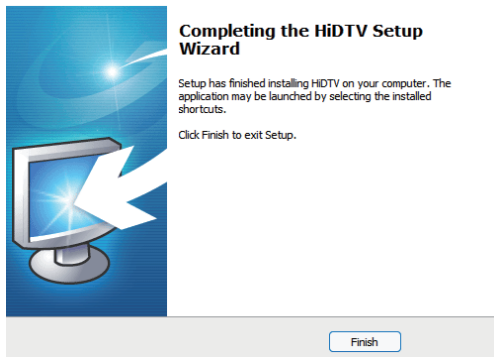 Completing the HiDTV Setup
Wizard
Setup has finished installing HiDTV on your computer. The
application may be launched by selecting the installed
shortcuts.
Click Finish to exit Setup.
Finish